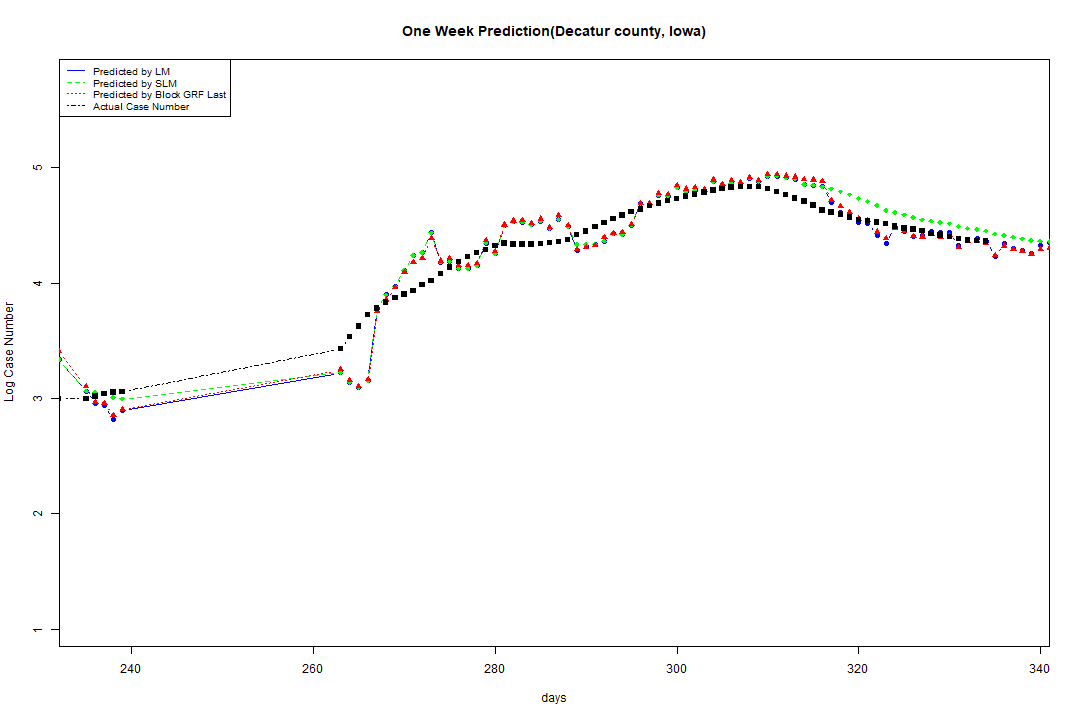 One Week Prediction(Decatur county, Iowa)
Predicted by LM
Predicted by SLM
Predicted by Block GRF Last
Actual Case Number
5
4
3
2
1
Log Case Number
240 260 280 300 320 340
days